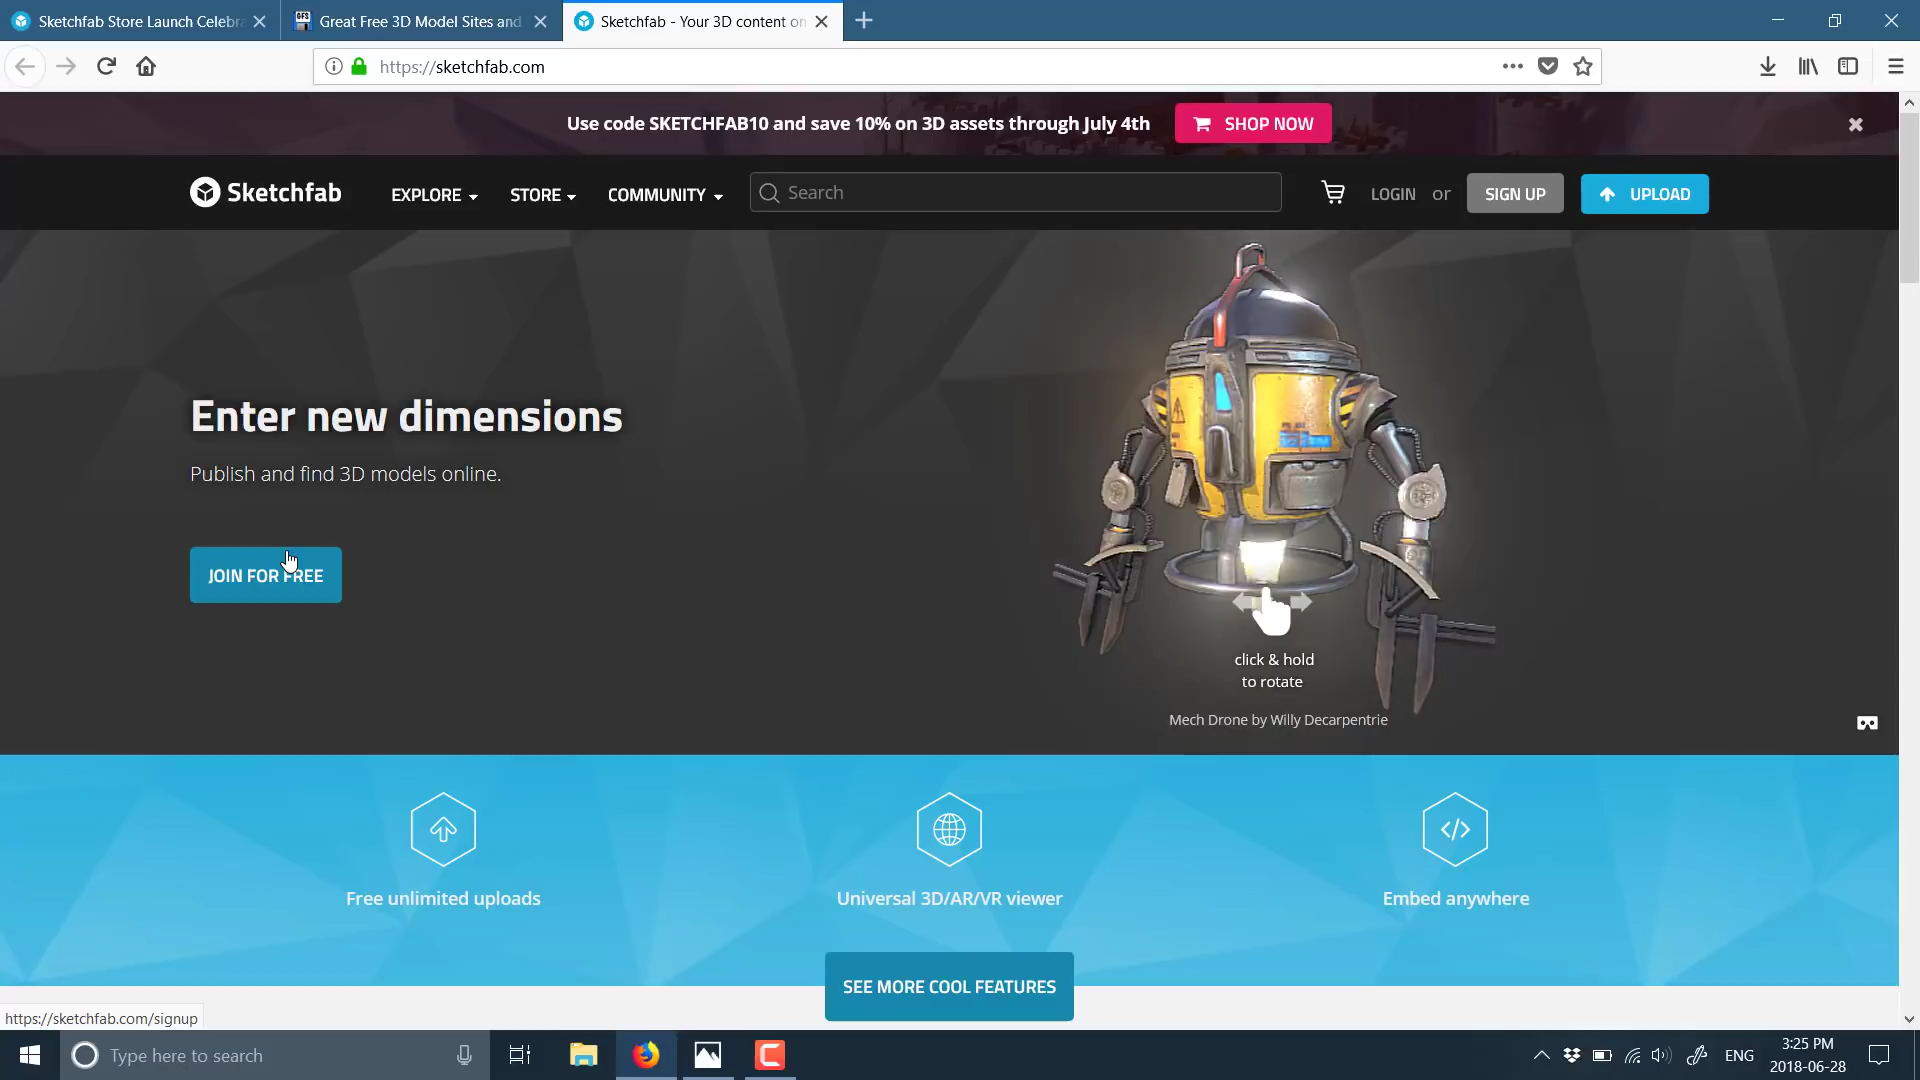 Sketchfab Store Launch Celebra
Great Free 3D Model Sites and
Sketchfab - Your 3D content on
https://sketchfab.com
Use code SKETCHFAB10 and save 10% on 3D assets through July 4th
SHOP NOW
Sketchfab
EXPLORE
STORE
COMMUNITY
Search
LOGIN or
SIGN UP
UPLOAD
Enter new dimensions
Publish and find 3D models online.
JOIN FOR FREE
click & hold
to rotate
Mech Drone by Willy Decarpentrie
Free unlimited uploads
Universal 3D/AR/VR viewer
Embed anywhere
SEE MORE COOL FEATURES
https://sketchfab.com/signup
Type here to search
ENG
3:25 PM
2018-06-28